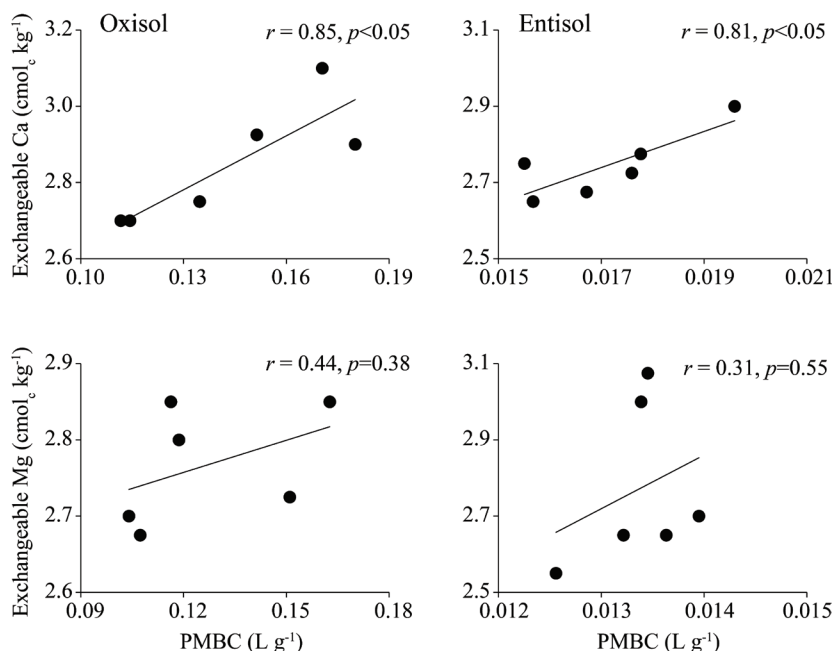 Oxisol
r = 0.85, p<0.05
Exchangeable Ca (cmolc kg-1)
3.2
3.0
2.8
2.6
0.10 0.13 0.16 0.19
Entisol
r = 0.81, p<0.05
3.1
2.9
2.7
2.5
0.015 0.017 0.019 0.021
r = 0.44, p=0.38
Exchangeable Mg (cmolc kg-1)
2.9
2.8
2.7
2.6
0.09 0.12 0.15 0.18
PMBC (L g-1)
r = 0.31, p=0.55
3.1
2.9
2.7
2.5
0.012 0.013 0.014 0.015
PMBC (L g-1)